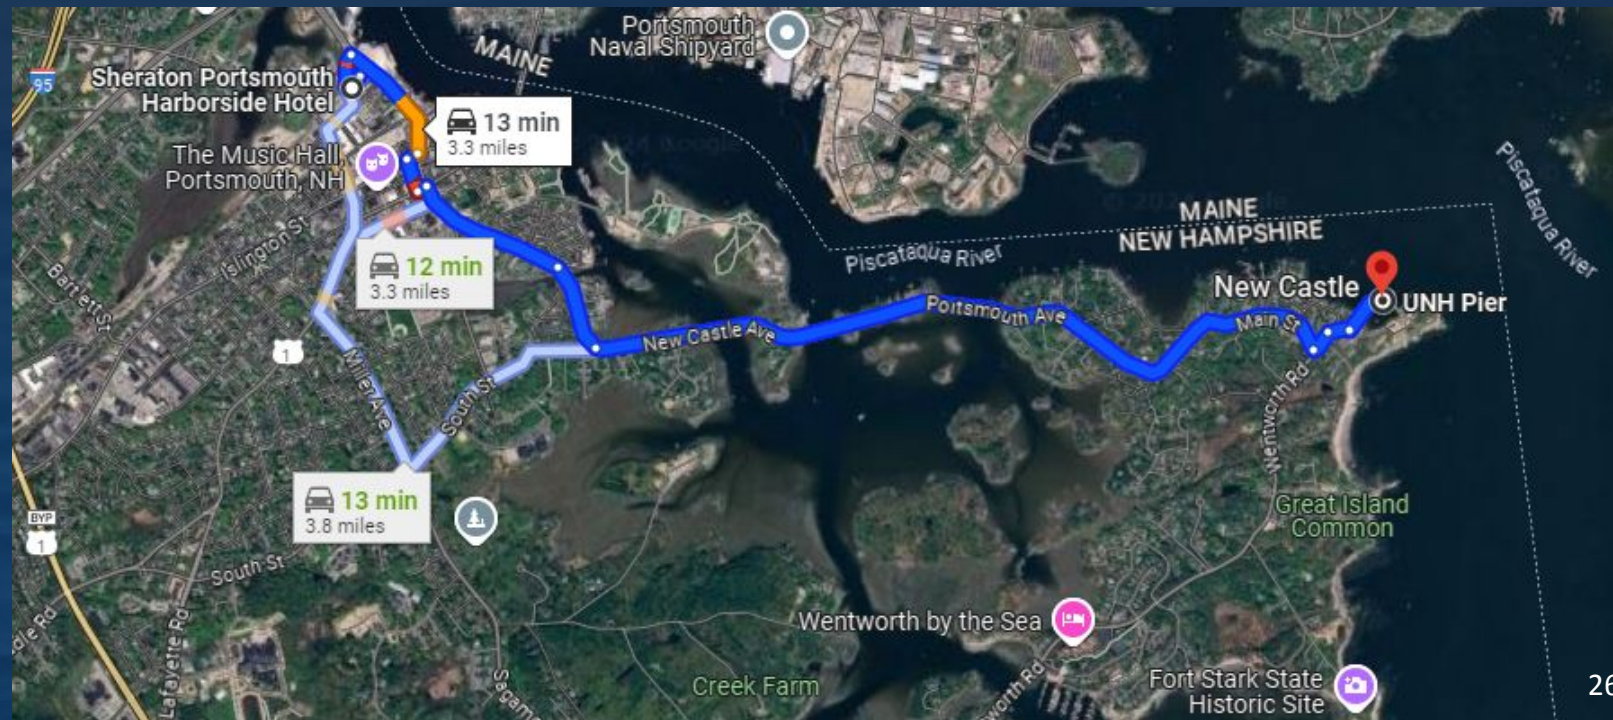 Portsmouth
Naval Shipyard
MAINE
95
Sheraton Portsmouth
Harborside Hotel
13 min
3.3 miles
The Music Hall,
Portsmouth, NH
Piscataqua River
MAINE
NEW HAMPSHIRE
Islington St
Piscataqua River
12 min
3.3 miles
Bartlett St
New Castle
UNH Pier
Portsmouth Ave
Main St
New Castle Ave
1
Miller Ave
South St
Wentworth Rd
13 min
3.8 miles
Great Island
Common
BYP
1
South St
Wentworth by the Sea
Lafayette Rd
Creek Farm
Fort Stark State
Historic Site
26